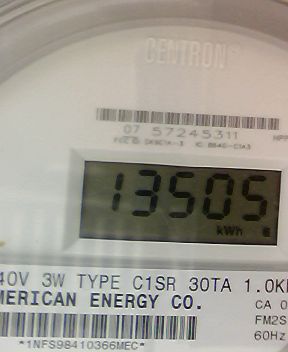 CENTRON®
07 57245311
13505
kWh
40V 3W TYPE C1SR 30TA 1.0K
MERICAN ENERGY CO.
CA 0
FM2S
60Hz
*1NFS98410366MEC*